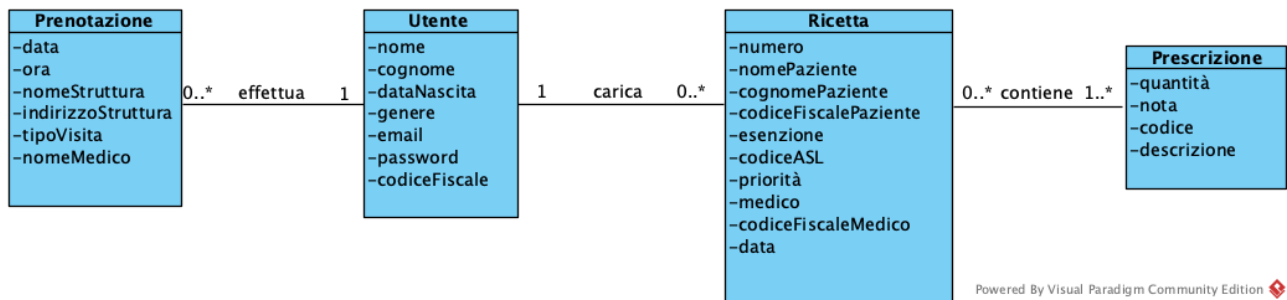 Prenotazione
-data
-ora
-nomeStruttura
-indirizzoStruttura
-tipoVisita
-nomeMedico
0..* effettua 1
Utente
-nome
-cognome
-dataNascita
-genere
-email
-password
-codiceFiscale
1 carica 0..*
Ricetta
-numero
-nomePaziente
-cognomePaziente
-codiceFiscalePaziente
-esenzione
-codiceASL
-priorità
-medico
-codiceFiscaleMedico
-data
0..* contiene 1..*
Prescrizione
-quantità
-nota
-codice
-descrizione
Powered By Visual Paradigm Community Edition